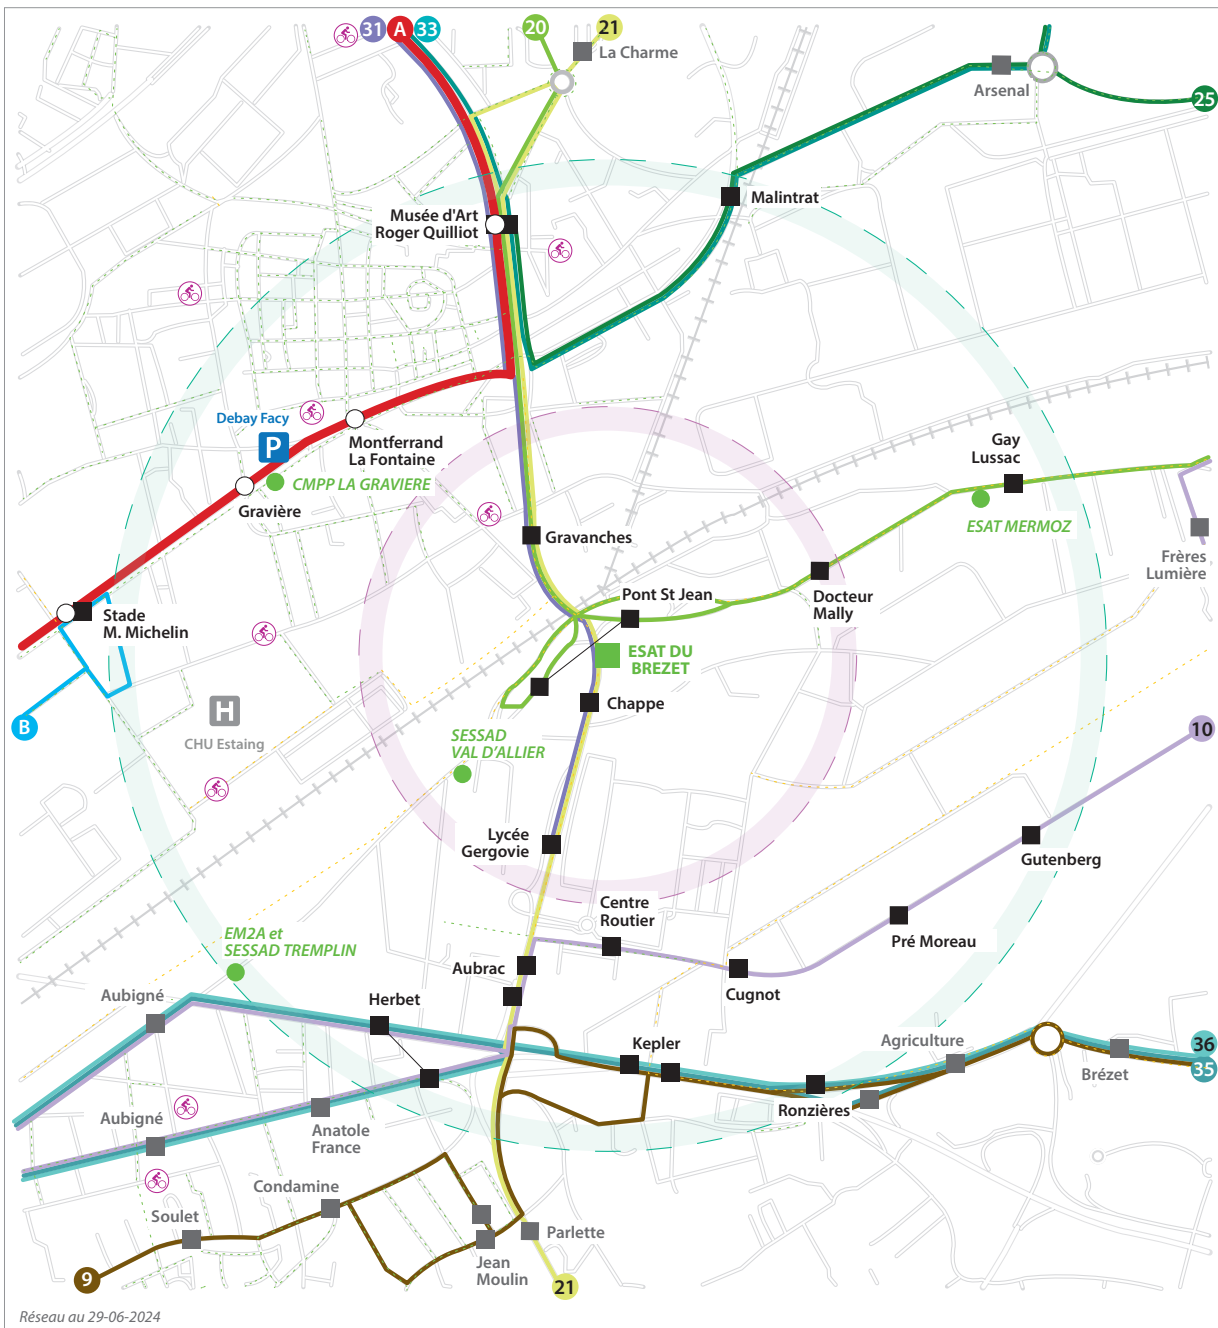 31
A
33
20
21
La Charme
Arsenal
25
Malintrat
Musée d'Art
Roger Quilliot
Debay Facy
P
Montferrand
La Fontaine
CMPP LA GRAVIERE
Gravière
Gay
Lussac
ESAT MERMOZ
Gravanches
Frères
Lumière
Pont St Jean
Docteur
Mally
Stade
M. Michelin
ESAT DU
BREZET
Chappe
H
CHU Estaing
B
SESSAD
VAL D'ALLIER
10
Lycée
Gergovie
Gutenberg
Centre
Routier
Pré Moreau
EM2A et
SESSAD TREMPLIN
Aubrac
Cugnot
Aubigné
Herbet
Kepler
Agriculture
36
35
Brézet
Ronzières
Aubigné
Anatole
France
Condamine
Soulet
Parlette
Jean
Moulin
9
21
Réseau au 29-06-2024